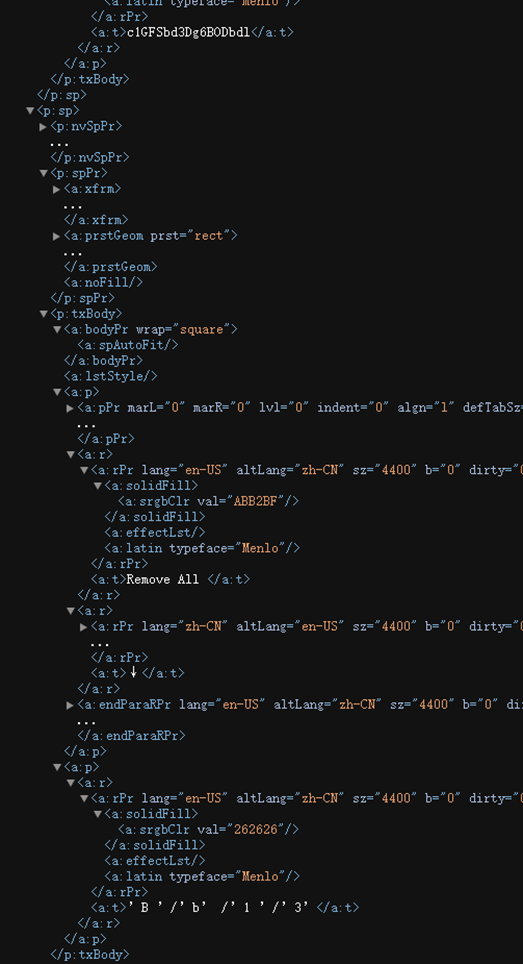 </a:rPr>
<a:t>c1GFSbd3Dg6BODbdl</a:t>
</a:r>
</a:p>
</p:txBody>
</p:sp>
▼<p:sp>
▶<p:nvSpPr>
...
</p:nvSpPr>
▼<p:spPr>
▶<a:xfrm>
...
</a:xfrm>
▶<a:prstGeom prst="rect">
...
</a:prstGeom>
<a:noFill/>
</p:spPr>
▼<p:txBody>
▼<a:bodyPr wrap="square">
<a:spAutoFit/>
</a:bodyPr>
<a:lstStyle/>
▼<a:p>
▶<a:pPr marL="0" marR="0" lvl="0" indent="0" algn="l" defTabSz=
...
</a:pPr>
▼<a:r>
▼<a:rPr lang="en-US" altLang="zh-CN" sz="4400" b="0" dirty="0
▼<a:solidFill>
<a:srgbClr val="ABB2BF"/>
</a:solidFill>
<a:effectLst/>
<a:latin typeface="Menlo"/>
</a:rPr>
<a:t>Remove All </a:t>
</a:r>
▼<a:r>
▶<a:rPr lang="zh-CN" altLang="en-US" sz="4400" b="0" dirty="0
...
</a:rPr>
<a:t>↓</a:t>
</a:r>
▶<a:endParaRPr lang="en-US" altLang="zh-CN" sz="4400" b="0" di
...
</a:endParaRPr>
</a:p>
▼<a:p>
▼<a:r>
▼<a:rPr lang="en-US" altLang="zh-CN" sz="4400" b="0" dirty="0
▼<a:solidFill>
<a:srgbClr val="262626"/>
</a:solidFill>
<a:effectLst/>
<a:latin typeface="Menlo"/>
</a:rPr>
<a:t>’ B ’/’ b’  /’ 1 ’/’ 3’ </a:t>
</a:r>
</a:p>
</p:txBody>